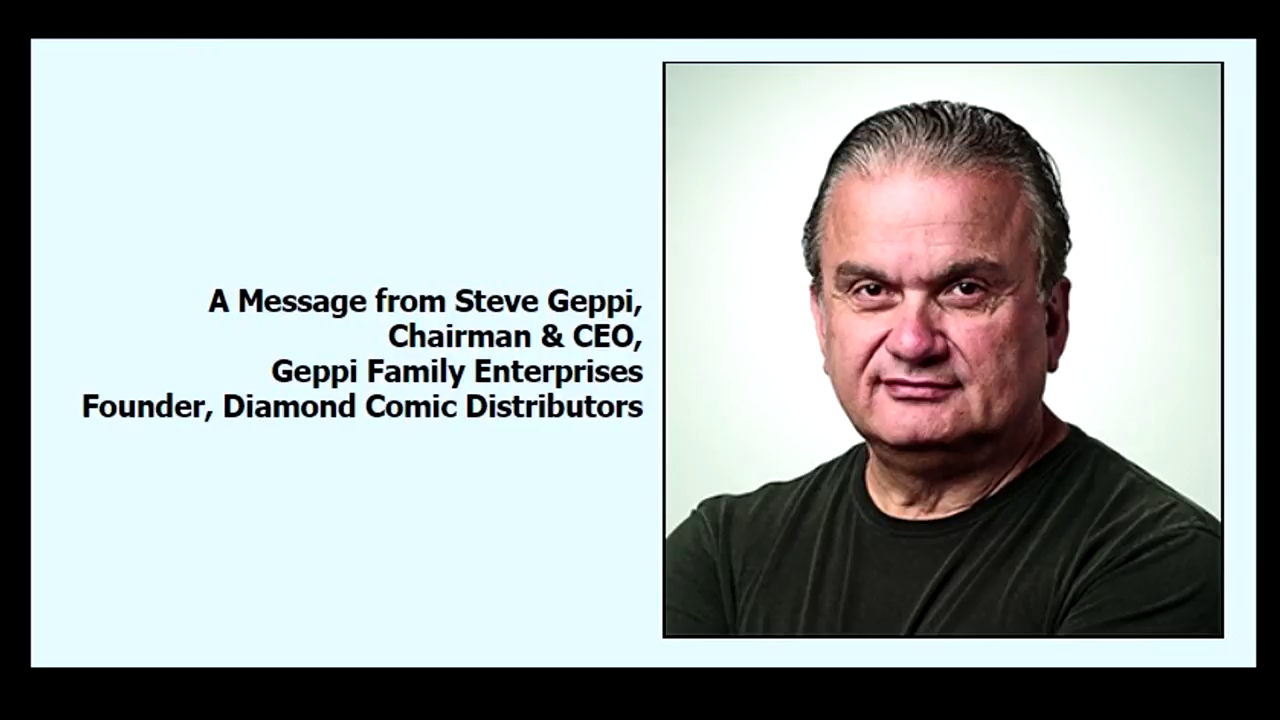 A Message from Steve Geppi,
Chairman & CEO,
Geppi Family Enterprises
Founder, Diamond Comic Distributors